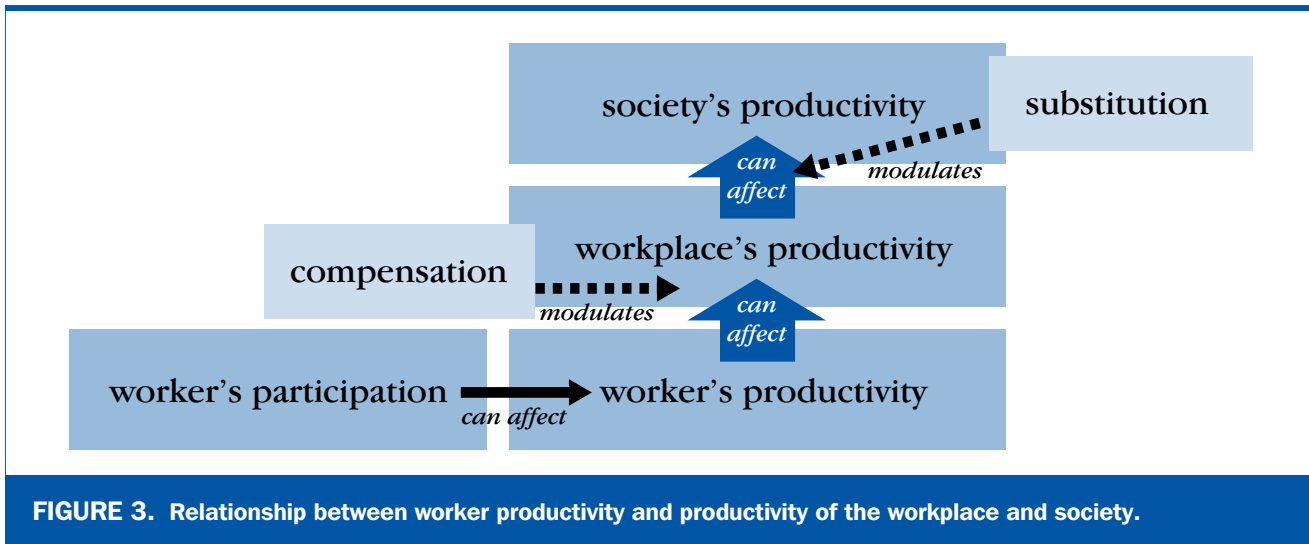 society’s productivity
substitution
can
affect
modulates
workplace’s productivity
compensation
modulates
can
affect
worker’s participation
can affect
worker’s productivity
FIGURE 3. Relationship between worker productivity and productivity of the workplace and society.